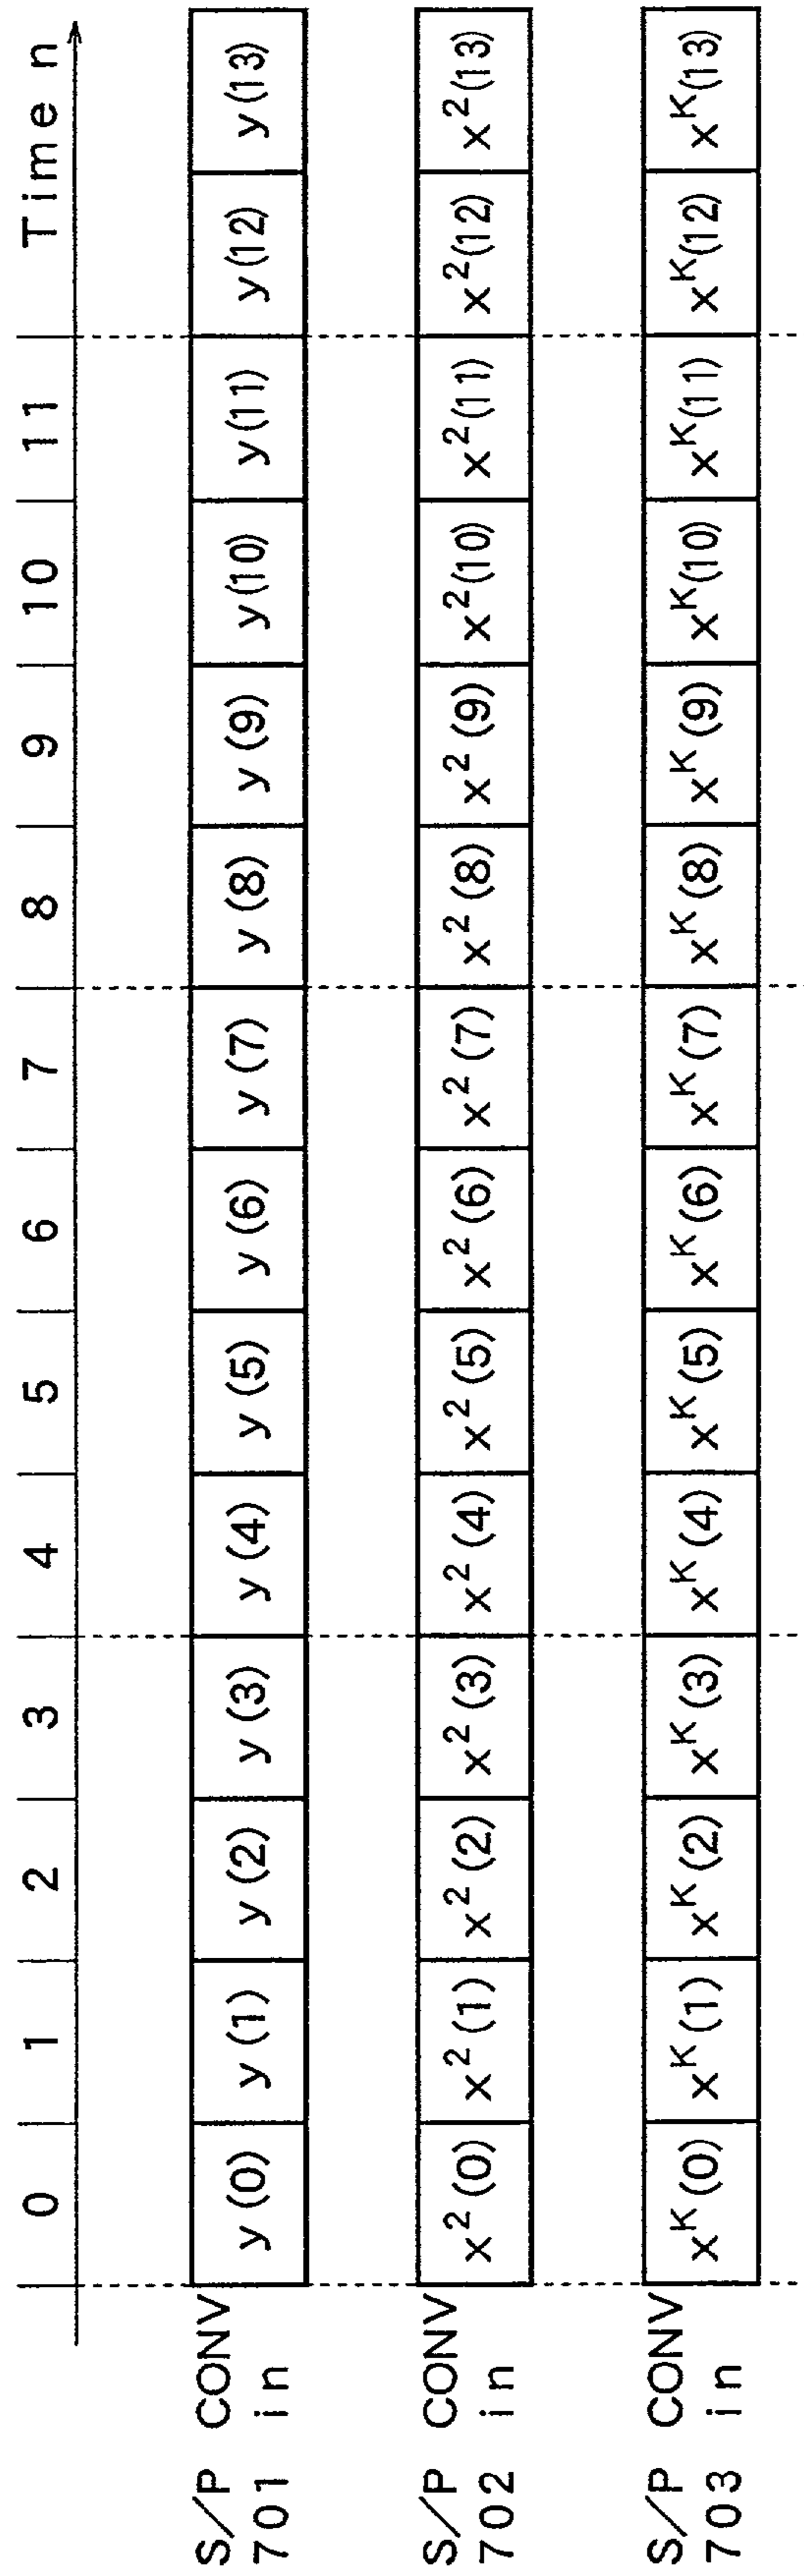 0 1 2 3 4 5 6 7 8 9 10 11 Time n
S/P CONV
701 in
y(0) y(1) y(2) y(3) y(4) y(5) y(6) y(7) y(8) y(9) y(10) y(11) y(12) y(13)
S/P CONV
702 in
x²(0) x²(1) x²(2) x²(3) x²(4) x²(5) x²(6) x²(7) x²(8) x²(9) x²(10) x²(11) x²(12) x²(13)
S/P CONV
703 in
xᴷ(0) xᴷ(1) xᴷ(2) xᴷ(3) xᴷ(4) xᴷ(5) xᴷ(6) xᴷ(7) xᴷ(8) xᴷ(9) xᴷ(10) xᴷ(11) xᴷ(12) xᴷ(13)